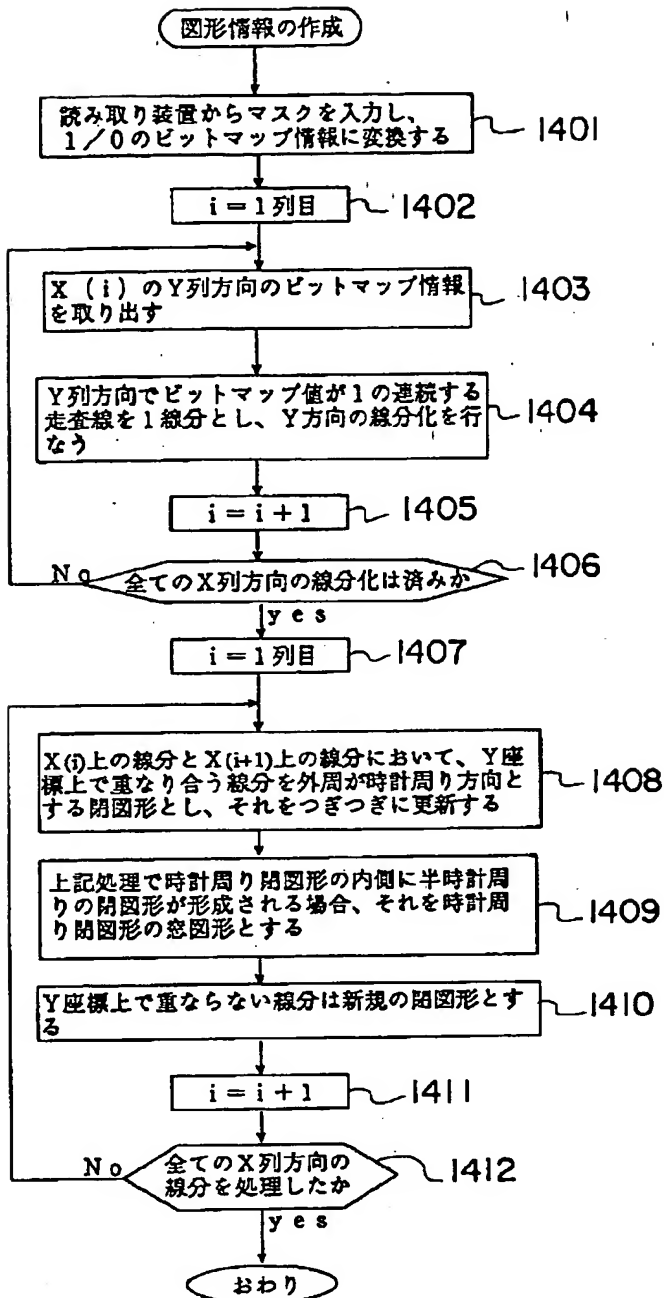 図形情報の作成
読み取り装置からマスクを入力し、
1/0のビットマップ情報に変換する
1401
i=1列目
1402
X(i)のY列方向のビットマップ情報
を取り出す
1403
Y列方向でビットマップ値が1の連続する
走査線を1線分とし、Y方向の線分化を行
なう
1404
i=i+1
1405
全てのX列方向の線分化は済みか
1406
No
yes
i=1列目
1407
X(i)上の線分とX(i+1)上の線分において、Y座
標上で重なり合う線分を外周が時計周り方向と
する閉図形とし、それをつぎつぎに更新する
1408
上記処理で時計周り閉図形の内側に半時計周
りの閉図形が形成される場合、それを時計周
り閉図形の窓図形とする
1409
Y座標上で重ならない線分は新規の閉図形とす
る
1410
i=i+1
1411
全てのX列方向の
線分を処理したか
1412
No
yes
おわり